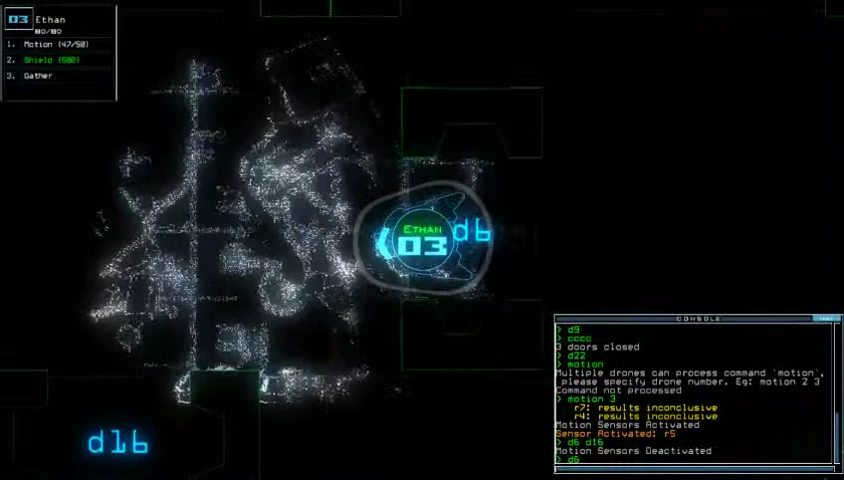 03 Ethan
80/180
1. Motion (47/50)
2. Shield (500)
3. Gather
ETHAN
03
d6
d16
CONSOLE
> d9
> cccc
3 doors closed
> d22
> motion
Multiple drones can process command 'motion',
please specify drone number. Eg: motion 2 3
Command not processed
> motion 3
r7: results inconclusive
r4: results inconclusive
Motion Sensors Activated
Sensor Activated: r5
> d6 d16
Motion Sensors Deactivated
> d6